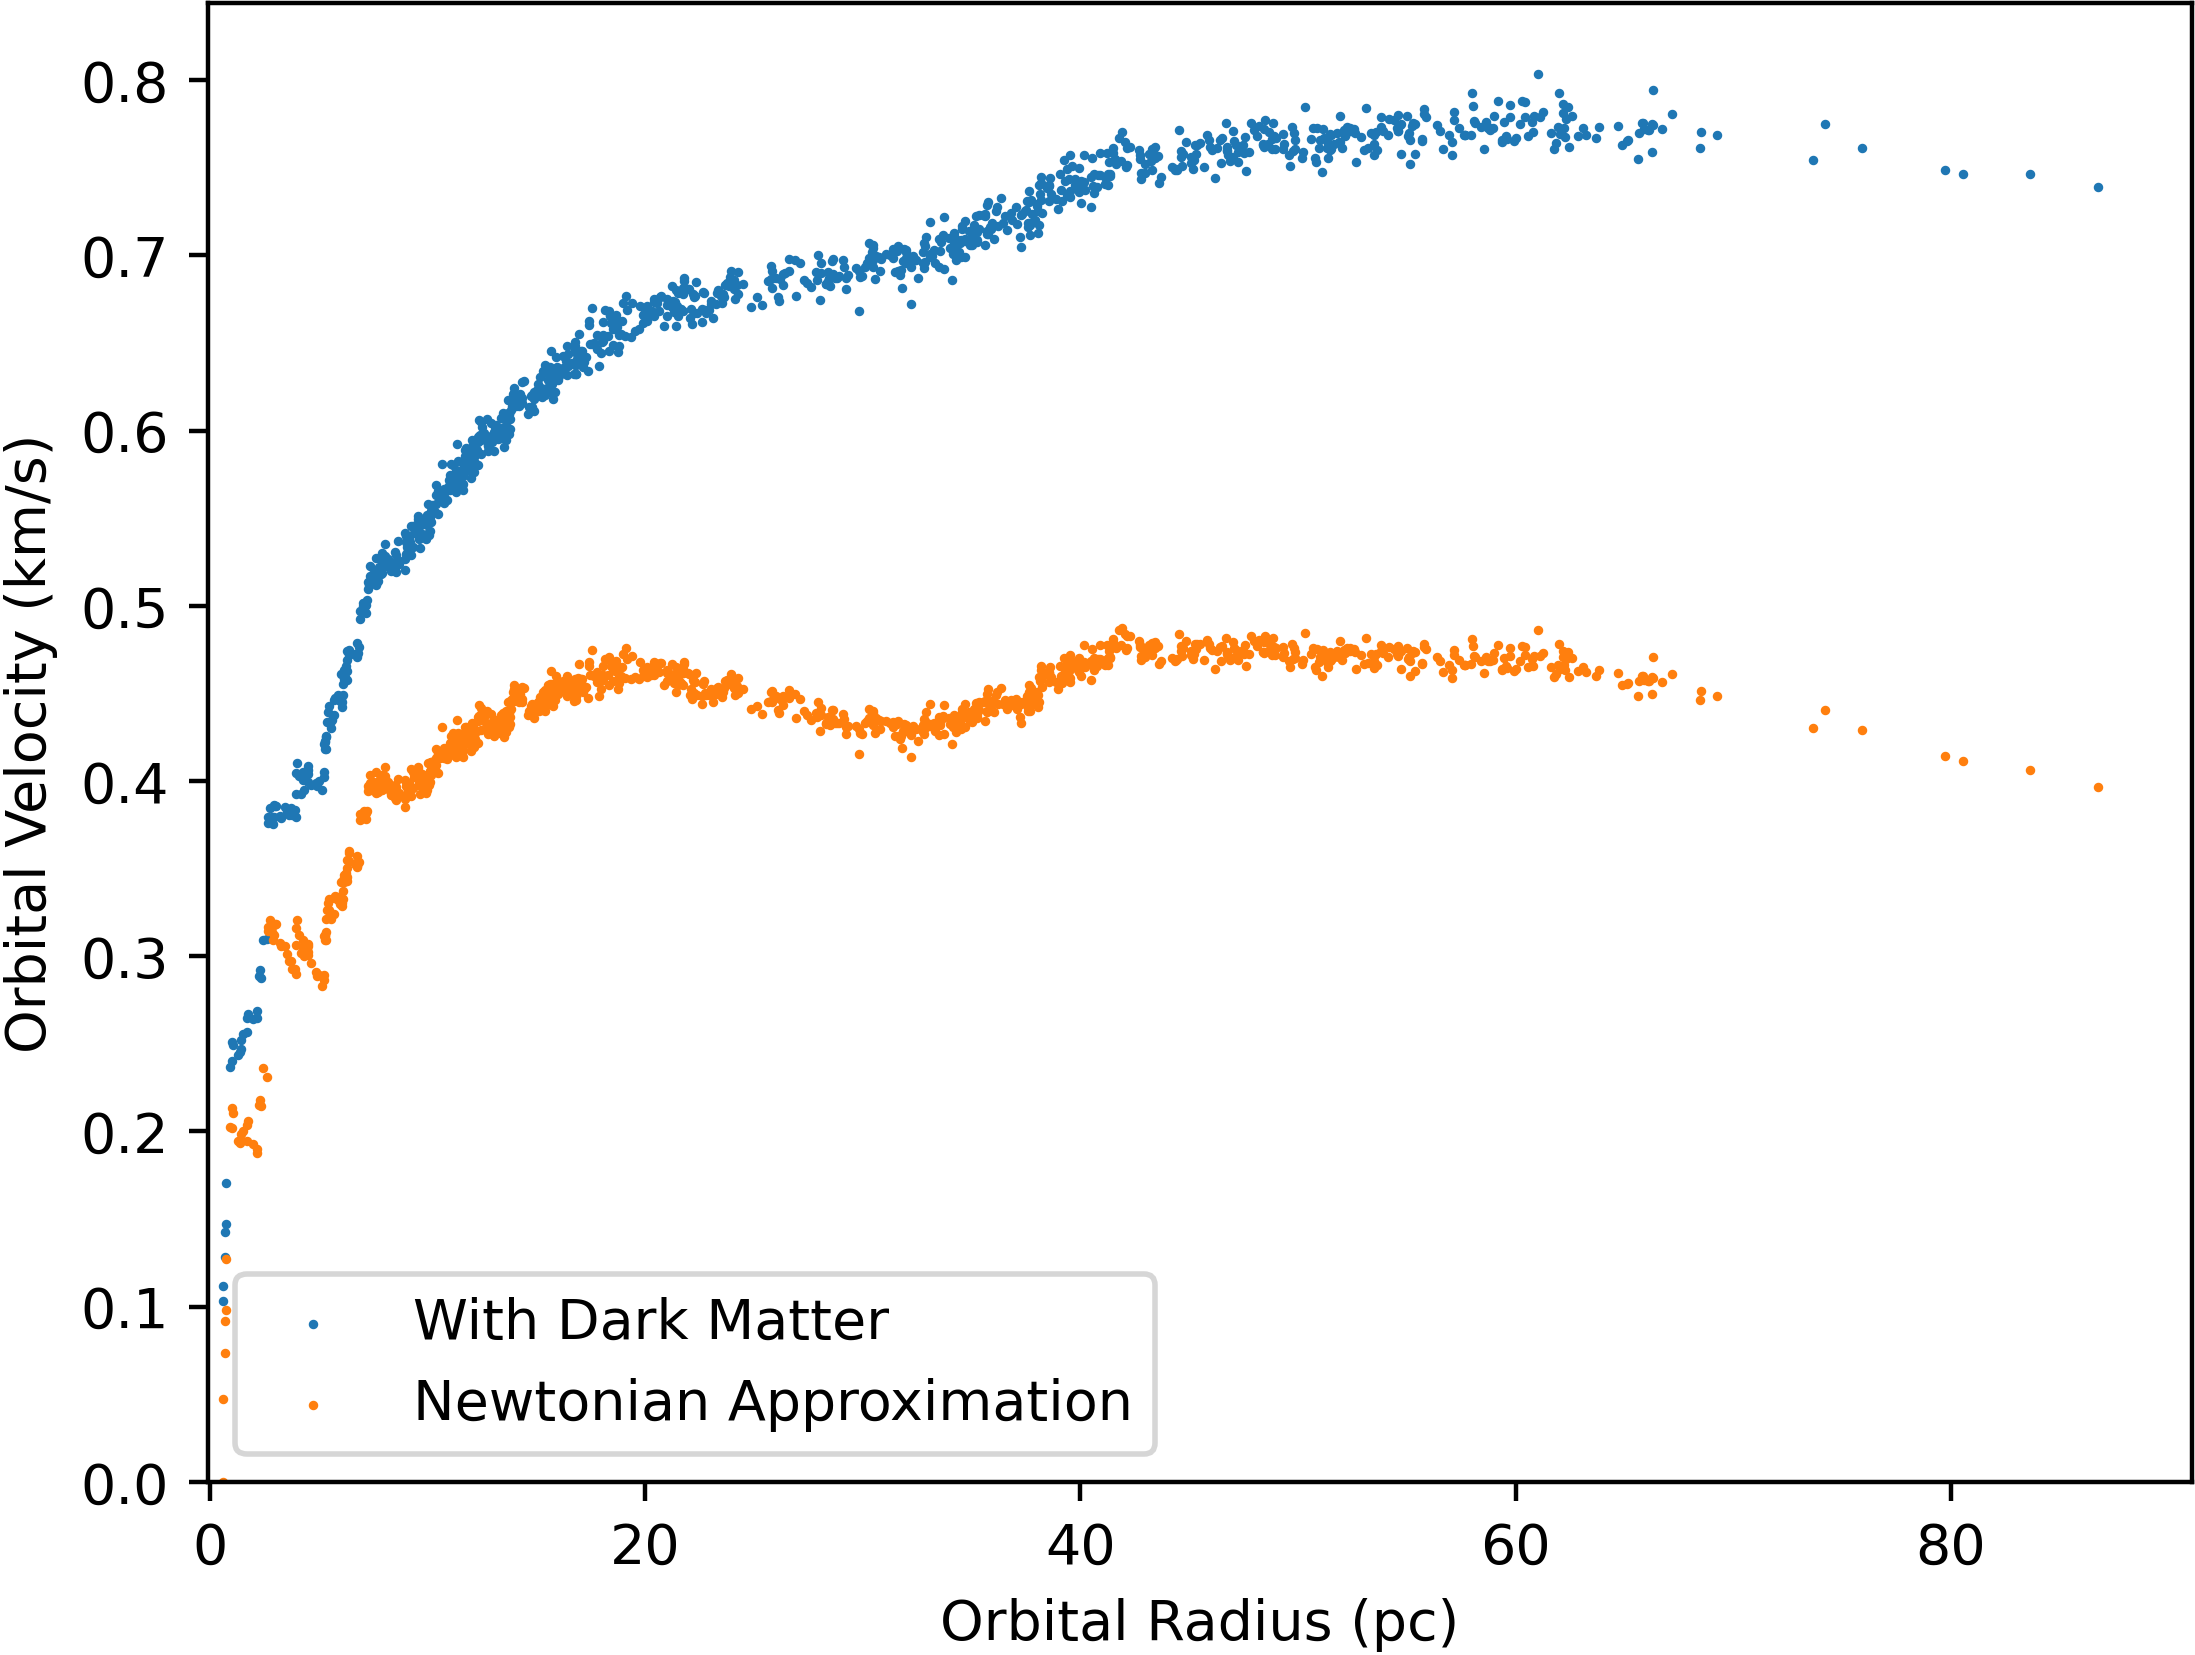 0.8
0.7
0.6
0.5
0.4
0.3
0.2
0.1
0.0
Orbital Velocity (km/s)
With Dark Matter
Newtonian Approximation
0 20 40 60 80
Orbital Radius (pc)